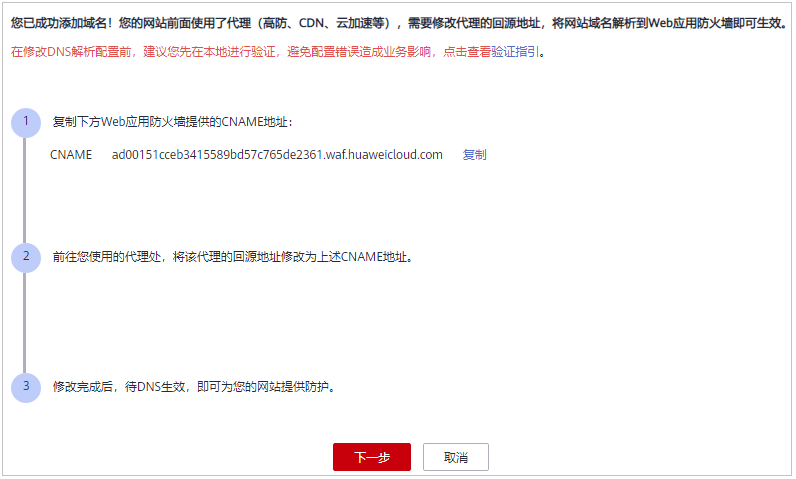 您已成功添加域名！您的网站前面使用了代理（高防、CDN、云加速等），需要修改代理的回源地址，将网站域名解析到Web应用防火墙即可生效。
在修改DNS解析配置前，建议您先在本地进行验证，避免配置错误造成业务影响，点击查看验证指引。
1 复制下方Web应用防火墙提供的CNAME地址：
CNAME ad00151cceb3415589bd57c765de2361.waf.huaweicloud.com 复制
2 前往您使用的代理处，将该代理的回源地址修改为上述CNAME地址。
3 修改完成后，待DNS生效，即可为您的网站提供防护。
下一步 取消